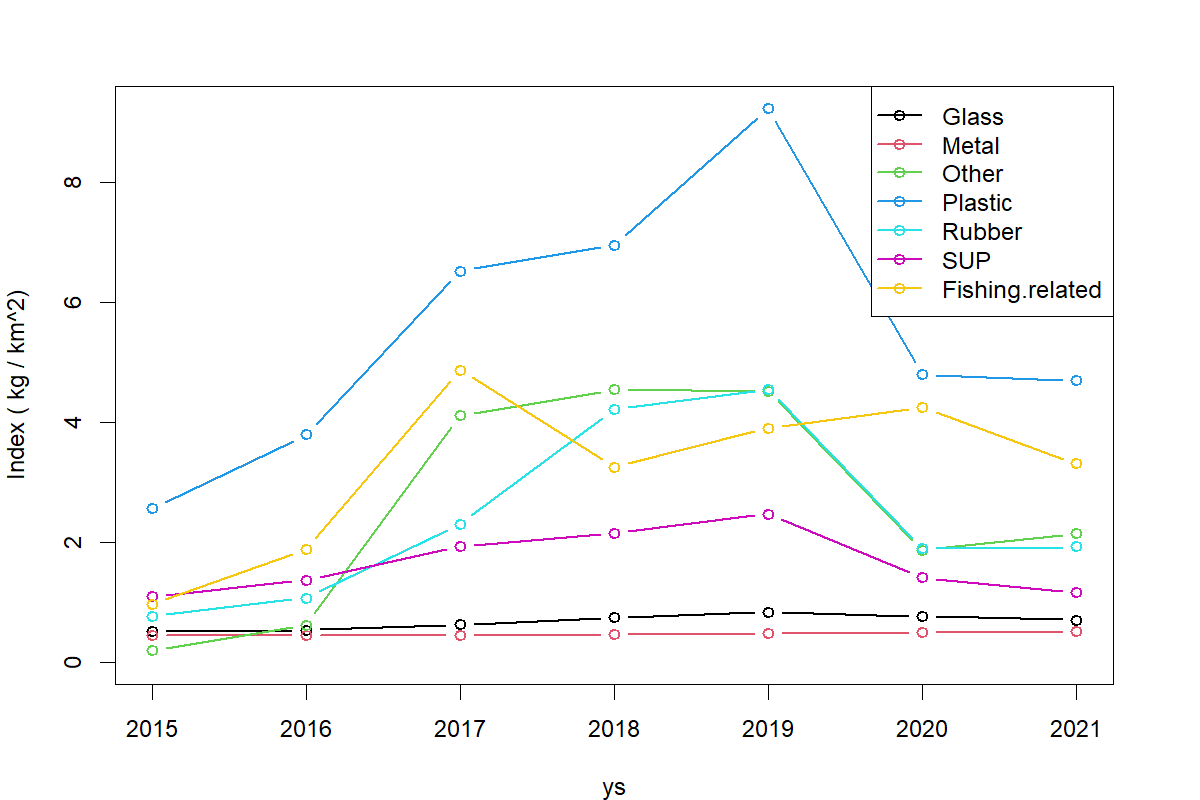 Glass
Metal
Other
Plastic
Rubber
SUP
Fishing.related
Index ( kg / km^2)
8
6
4
2
0
2015 2016 2017 2018 2019 2020 2021
ys